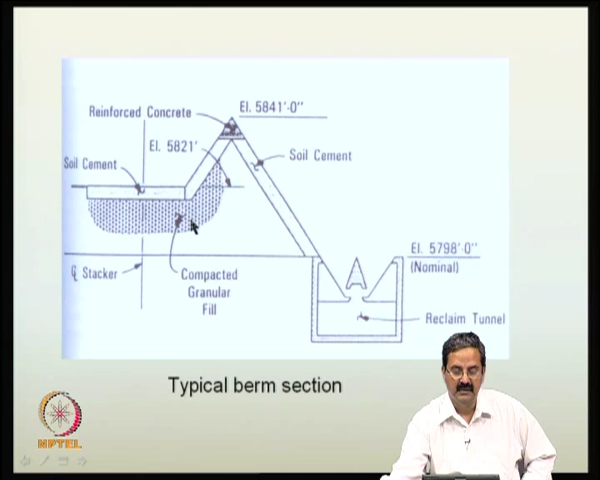 El. 5841'-0"
Reinforced Concrete
El. 5821'
Soil Cement
Soil Cement
El. 5798'-0"
(Nominal)
℄ Stacker
Compacted
Granular
Fill
Reclaim Tunnel
Typical berm section
NPTEL